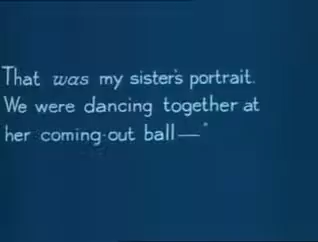 That was my sister's portrait.
We were dancing together at
her coming-out ball—"